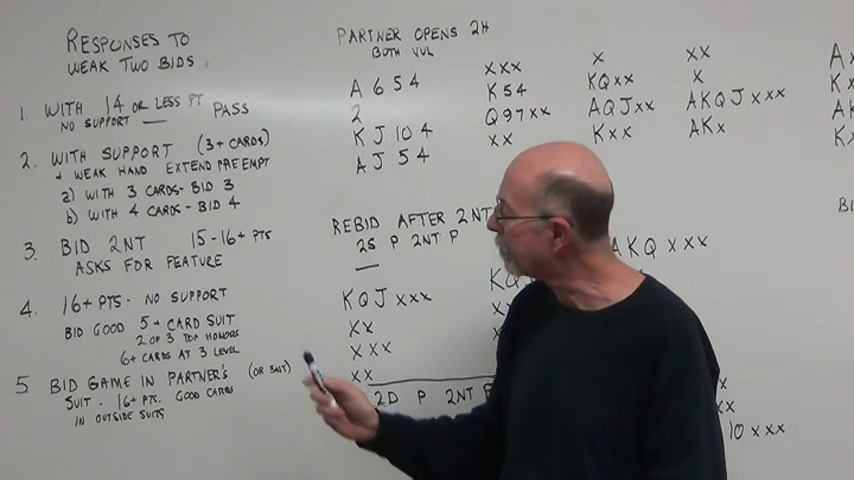 RESPONSES TO
WEAK TWO BIDS
1. WITH 14 OR LESS PT PASS
NO SUPPORT
2. WITH SUPPORT (3+ CARDS)
+ WEAK HAND EXTEND PREEMPT
a) WITH 3 CARDS - BID 3
b) WITH 4 CARDS - BID 4
3. BID 2NT 15-16+ PTS
ASKS FOR FEATURE
4. 16+ PTS. NO SUPPORT
BID GOOD 5+ CARD SUIT
2 OF 3 TOP HONORS
6+ CARDS AT 3 LEVEL
5. BID GAME IN PARTNER'S (OR 3NT)
SUIT. 16+ PTS. GOOD CARDS
IN OUTSIDE SUITS
PARTNER OPENS 2H
BOTH VUL
A 6 5 4
2
K J 10 4
A J 5 4
X X X
K 5 4
Q 9 7 X X
X X
X
K Q X X
A Q J X X
K X X
X X
X
A K Q J X X X
A K X
A
K
A
K
REBID AFTER 2NT
2S P 2NT P
K Q J X X X
X X
X X X
X X
K Q
A K Q X X X
2D P 2NT P
X
X X
10 X X X